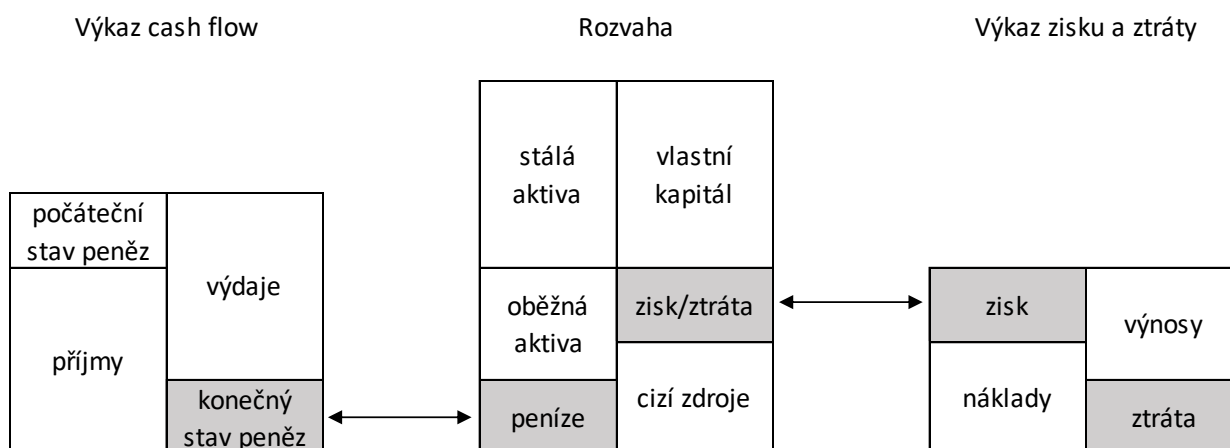 Výkaz cash flow
Rozvaha
Výkaz zisku a ztráty
počáteční
stav peněz
příjmy
výdaje
konečný
stav peněz
stálá
aktiva
oběžná
aktiva
peníze
vlastní
kapitál
zisk/ztráta
cizí zdroje
zisk
náklady
výnosy
ztráta